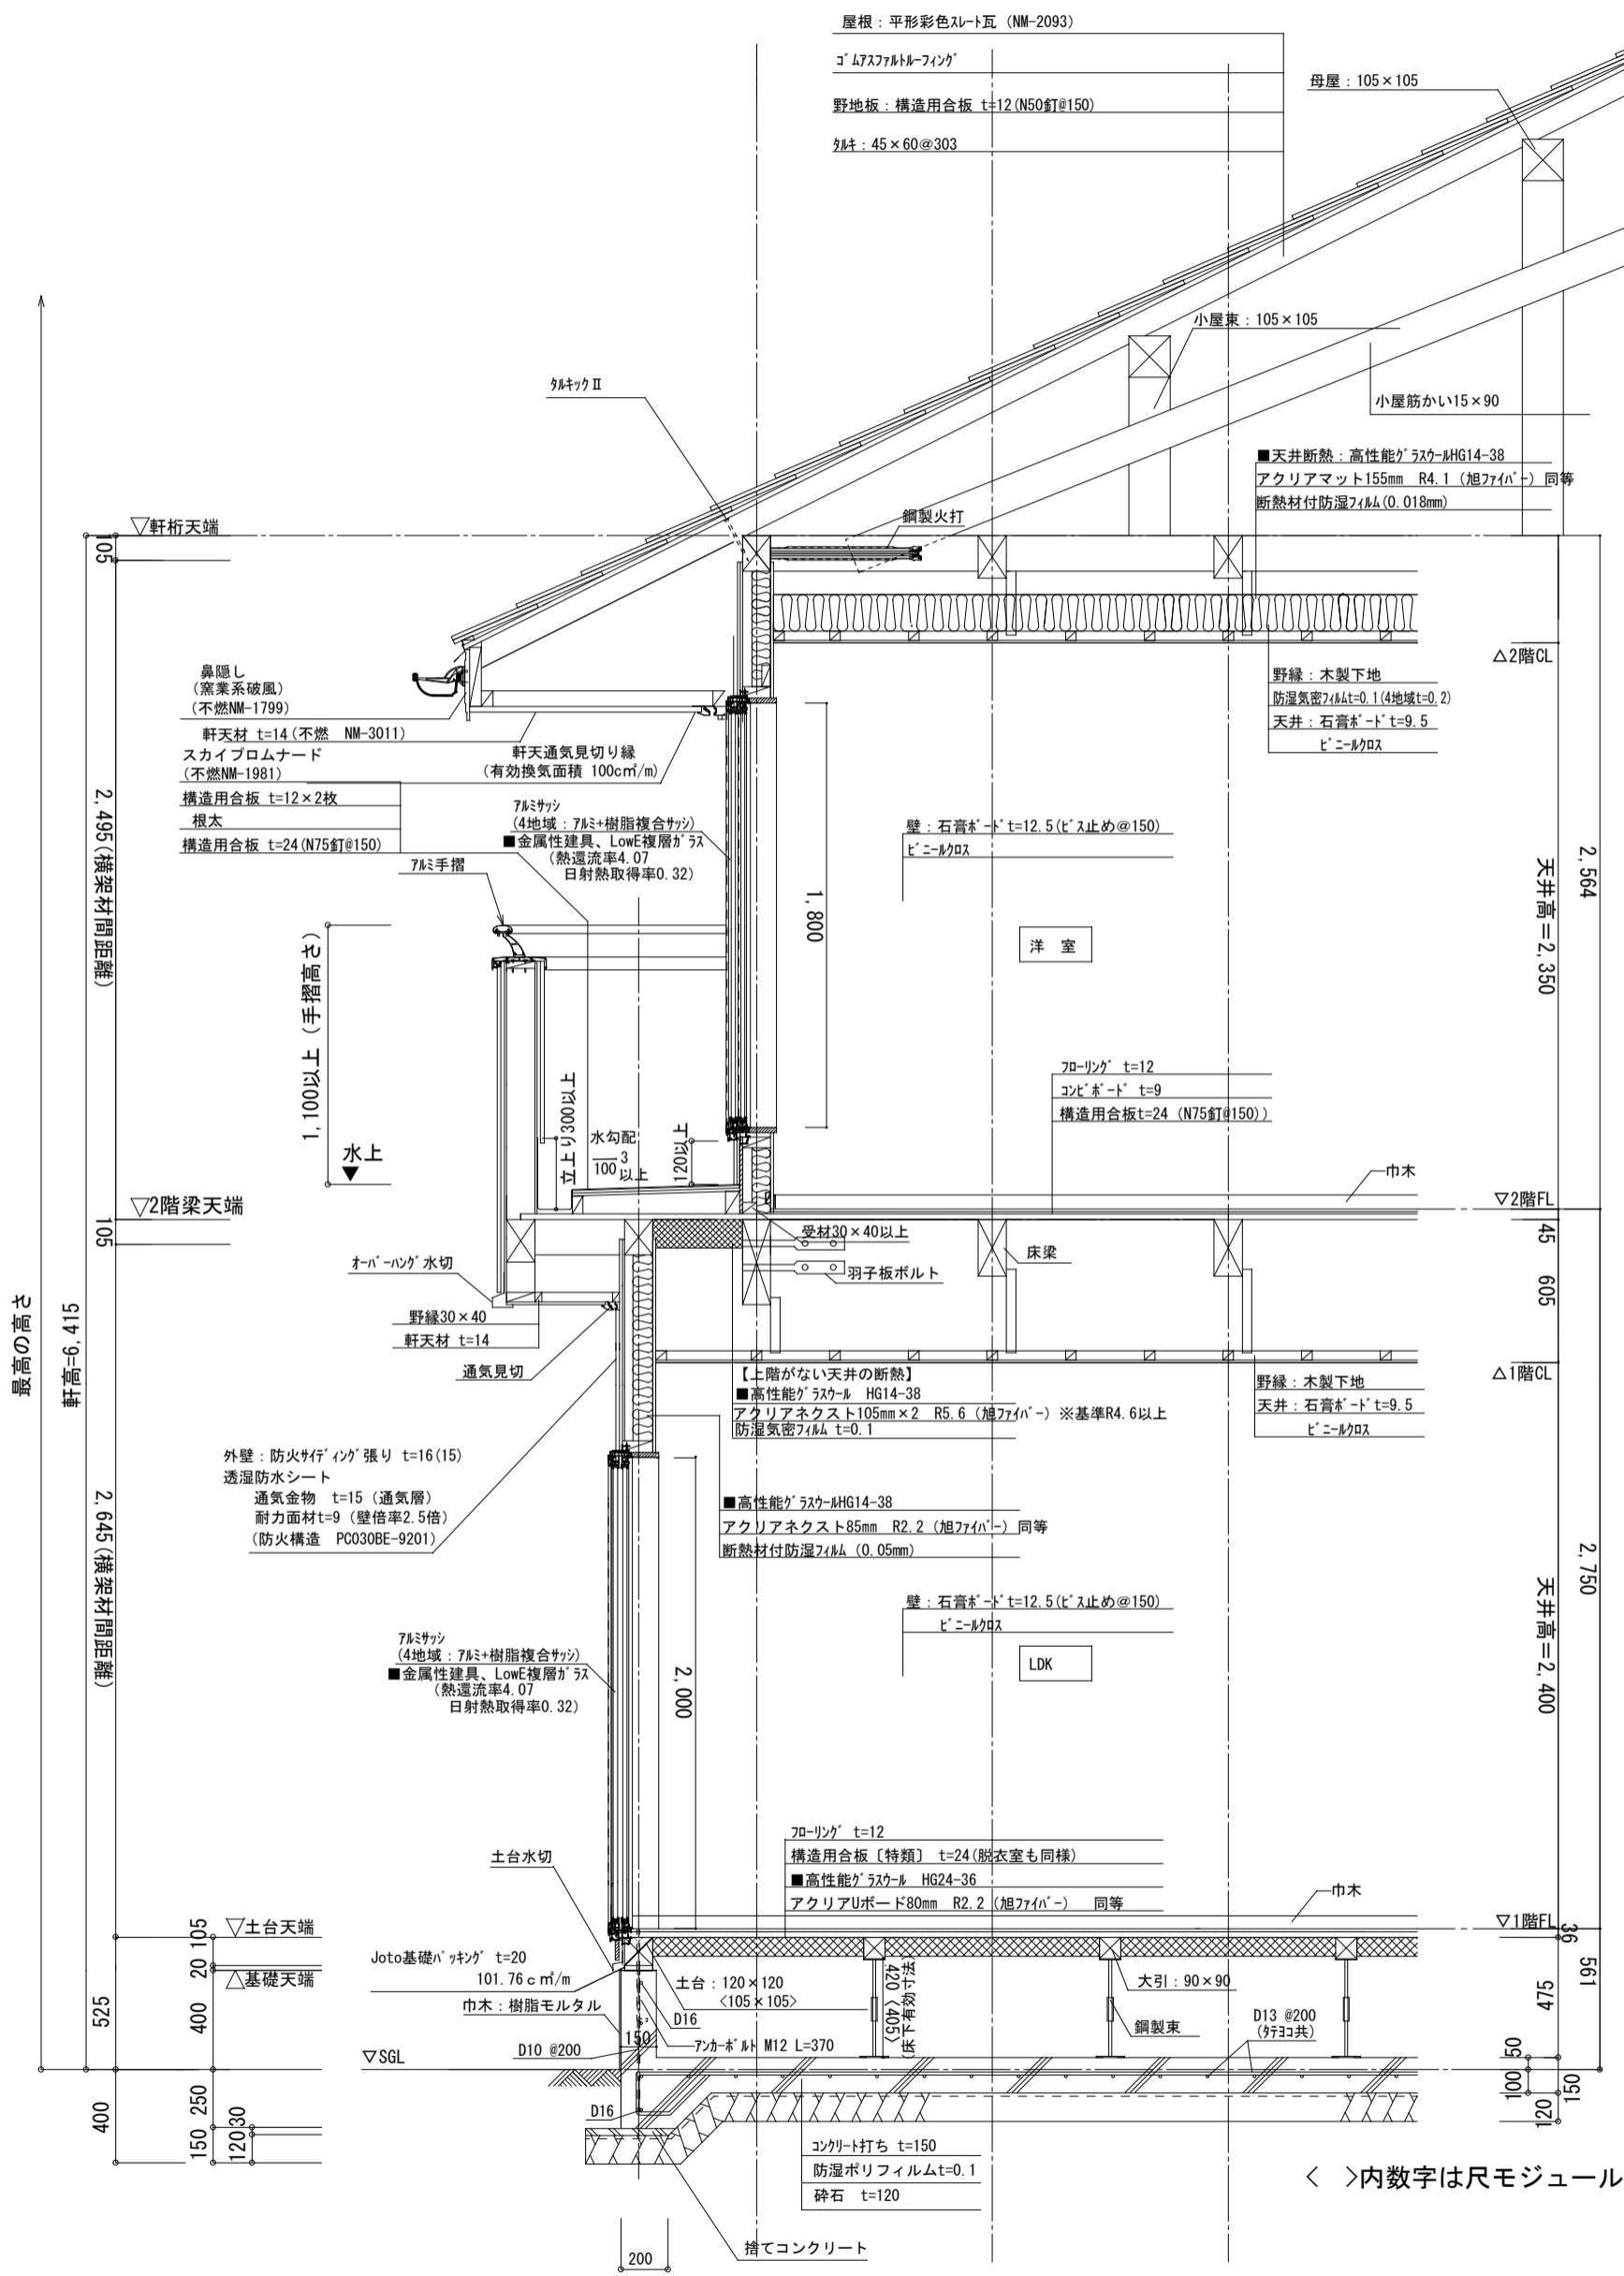 屋根：平形彩色ｽﾚｰﾄ瓦 (NM-2093)
ｺﾞﾑｱｽﾌｧﾙﾄﾙｰﾌｨﾝｸﾞ
野地板：構造用合板 t=12(N50釘@150)
ﾀﾙｷ：45×60@303
母屋：105×105
小屋束：105×105
小屋筋かい15×90
ﾀﾙｷｯｸⅡ
■天井断熱：高性能ｸﾞﾗｽｳｰﾙHG14-38
アクリアマット155mm R4.1 (旭ﾌｧｲﾊﾞｰ) 同等
断熱材付防湿ﾌｨﾙﾑ(0.018mm)
鋼製火打
▽軒桁天端
105
△2階CL
鼻隠し
(窯業系破風)
(不燃NM-1799)
軒天材 t=14(不燃 NM-3011)
スカイプロムナード
(不燃NM-1981)
構造用合板 t=12×2枚
根太
構造用合板 t=24(N75釘@150)
軒天通気見切り縁
(有効換気面積 100c㎡/m)
野縁：木製下地
防湿気密ﾌｨﾙﾑt=0.1(4地域t=0.2)
天井：石膏ﾎﾞｰﾄﾞt=9.5
ﾋﾞﾆｰﾙｸﾛｽ
ｱﾙﾐｻｯｼ
(4地域：ｱﾙﾐ+樹脂複合ｻｯｼ)
■金属性建具、LowE複層ｶﾞﾗｽ
(熱還流率4.07
日射熱取得率0.32)
ｱﾙﾐ手摺
壁：石膏ﾎﾞｰﾄﾞt=12.5(ﾋﾞｽ止め@150)
ﾋﾞﾆｰﾙｸﾛｽ
2,495(横架材間距離)
1,800
2,564
天井高=2,350
洋 室
1,100以上 (手摺高さ)
水上
▼
立上り300以上
水勾配
3
100
以上
120以上
ﾌﾛｰﾘﾝｸﾞ t=12
ｺﾝﾋﾞﾎﾞｰﾄﾞ t=9
構造用合板t=24 (N75釘@150))
巾木
▽2階梁天端
▽2階FL
105
45
605
ｵｰﾊﾞｰﾊﾝｸﾞ水切
受材30×40以上
羽子板ボルト
床梁
野縁30×40
軒天材 t=14
通気見切
最高の高さ
軒高=6,415
【上階がない天井の断熱】
■高性能ｸﾞﾗｽｳｰﾙ HG14-38
アクリアネクスト105mm×2 R5.6 (旭ﾌｧｲﾊﾞｰ) ※基準R4.6以上
防湿気密ﾌｨﾙﾑ t=0.1
△1階CL
野縁：木製下地
天井：石膏ﾎﾞｰﾄﾞt=9.5
ﾋﾞﾆｰﾙｸﾛｽ
外壁：防火ｻｲﾃﾞｨﾝｸﾞ張り t=16(15)
透湿防水シート
通気金物 t=15 (通気層)
耐力面材t=9 (壁倍率2.5倍)
(防火構造 PC030BE-9201)
■高性能ｸﾞﾗｽｳｰﾙHG14-38
アクリアネクスト85mm R2.2 (旭ﾌｧｲﾊﾞｰ) 同等
断熱材付防湿ﾌｨﾙﾑ (0.05mm)
2,645(横架材間距離)
2,750
天井高=2,400
壁：石膏ﾎﾞｰﾄﾞt=12.5(ﾋﾞｽ止め@150)
ﾋﾞﾆｰﾙｸﾛｽ
LDK
ｱﾙﾐｻｯｼ
(4地域：ｱﾙﾐ+樹脂複合ｻｯｼ)
■金属性建具、LowE複層ｶﾞﾗｽ
(熱還流率4.07
日射熱取得率0.32)
2,000
ﾌﾛｰﾘﾝｸﾞ t=12
構造用合板〔特類〕 t=24(脱衣室も同様)
■高性能ｸﾞﾗｽｳｰﾙ HG24-36
アクリアUボード80mm R2.2 (旭ﾌｧｲﾊﾞｰ) 同等
巾木
土台水切
▽土台天端
105
20
▽1階FL
36
△基礎天端
Joto基礎ﾊﾟｯｷﾝｸﾞ t=20
101.76ｃ㎡/m
巾木：樹脂モルタル
土台：120×120
<105×105>
420 <405>
(床下有効寸法)
大引：90×90
鋼製束
D13 @200
(ﾀﾃﾖｺ共)
561
475
525
400
D16
150
D10 @200
ｱﾝｶｰﾎﾞﾙﾄ M12 L=370
▽SGL
50
100
150
120
400
250
150
30
120
D16
ｺﾝｸﾘｰﾄ打ち t=150
防湿ポリフィルムt=0.1
砕石 t=120
捨てコンクリート
200
< >内数字は尺モジュール